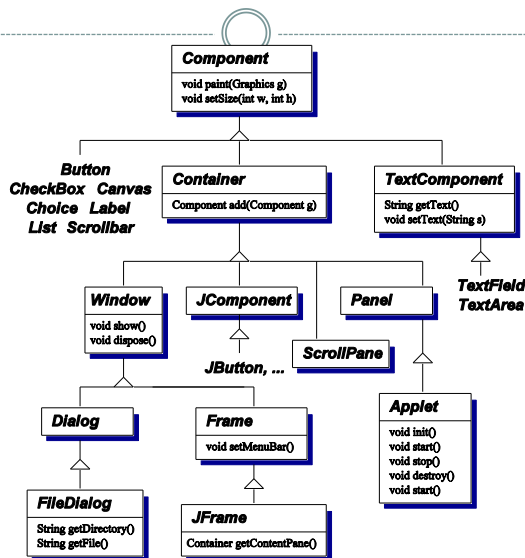 Component
void paint(Graphics g)
void setSize(int w, int h)
Button
CheckBox Canvas
Choice Label
List Scrollbar
Container
Component add(Component g)
TextComponent
String getText()
void setText(String s)
TextField
TextArea
Window
void show()
void dispose()
JComponent
JButton, ...
ScrollPane
Panel
Dialog
Frame
void setMenuBar()
Applet
void init()
void start()
void stop()
void destroy()
void start()
FileDialog
String getDirectory()
String getFile()
JFrame
Container getContentPane()